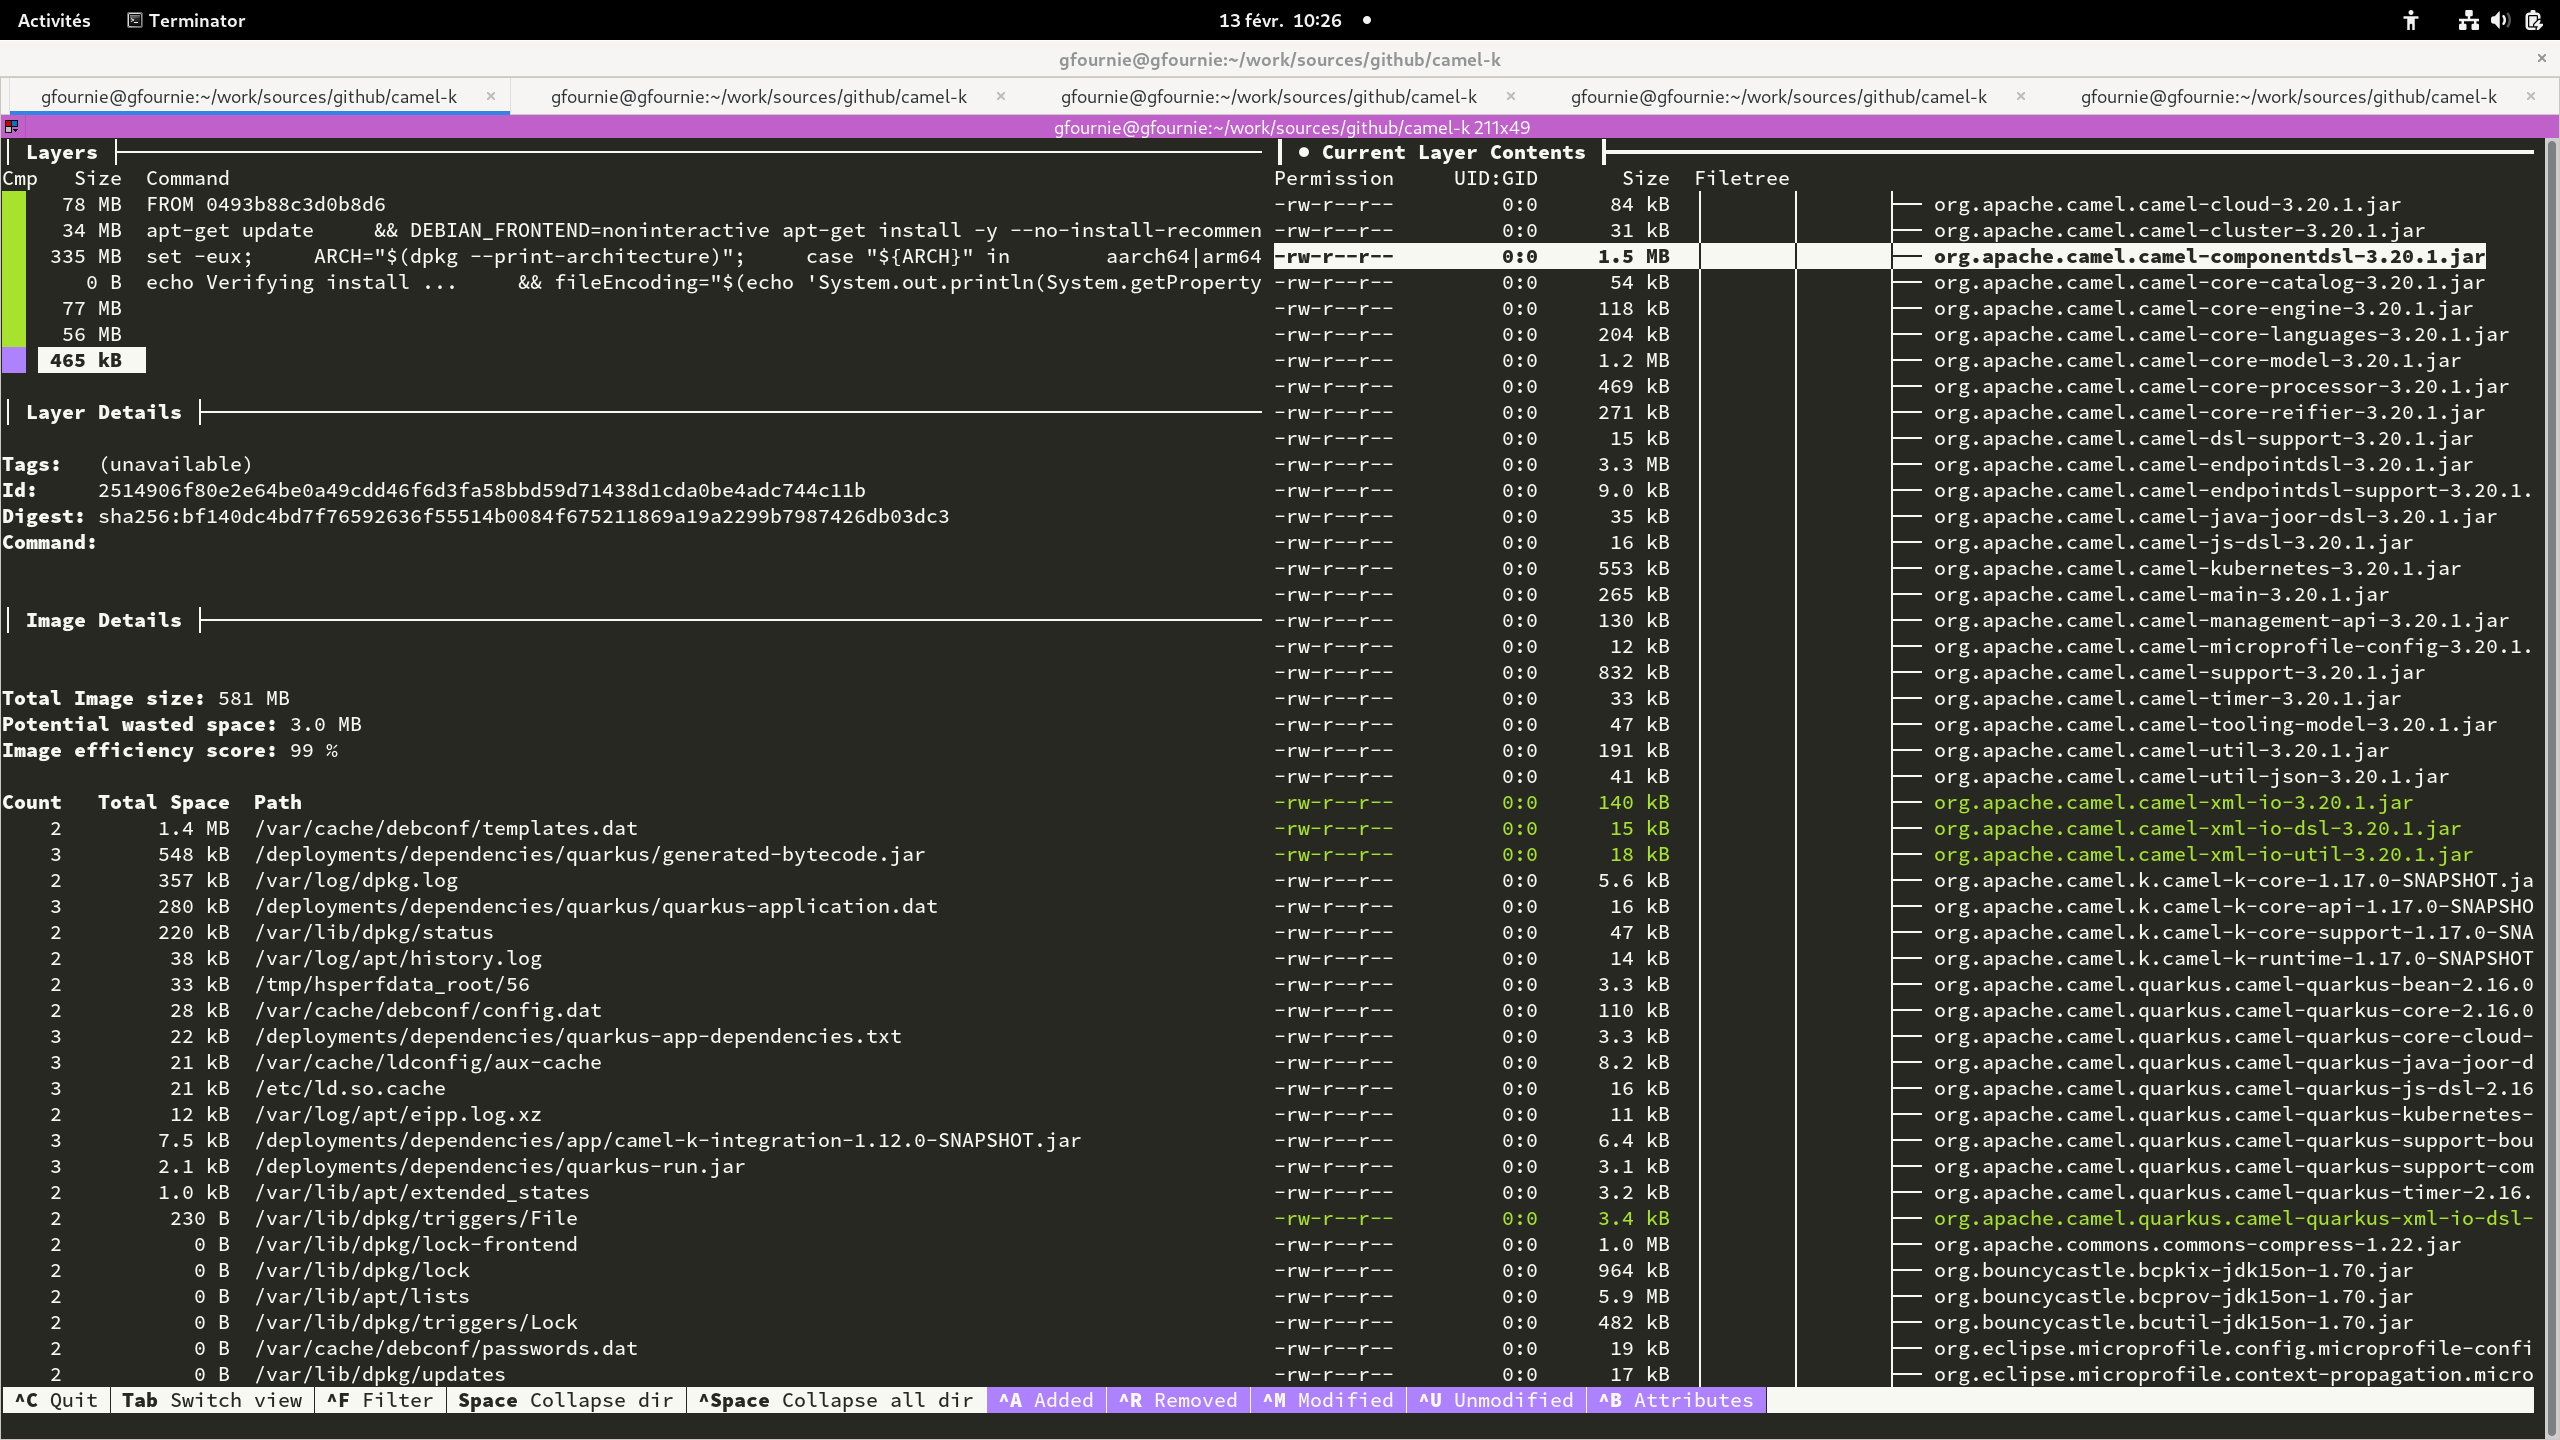 Activités Terminator 13 févr. 10:26
gfournie@gfournie:~/work/sources/github/camel-k
gfournie@gfournie:~/work/sources/github/camel-k gfournie@gfournie:~/work/sources/github/camel-k gfournie@gfournie:~/work/sources/github/camel-k gfournie@gfournie:~/work/sources/github/camel-k gfournie@gfournie:~/work/sources/github/camel-k
gfournie@gfournie:~/work/sources/github/camel-k 211x49
Layers
Cmp Size Command
78 MB FROM 0493b88c3d0b8d6
34 MB apt-get update && DEBIAN_FRONTEND=noninteractive apt-get install -y --no-install-recommen
335 MB set -eux; ARCH="$(dpkg --print-architecture)"; case "${ARCH}" in aarch64|arm64
0 B echo Verifying install ... && fileEncoding="$(echo 'System.out.println(System.getProperty
77 MB
56 MB
465 kB
Layer Details
Tags: (unavailable)
Id: 2514906f80e2e64be0a49cdd46f6d3fa58bbd59d71438d1cda0be4adc744c11b
Digest: sha256:bf140dc4bd7f76592636f55514b0084f675211869a19a2299b7987426db03dc3
Command:
Image Details
Total Image size: 581 MB
Potential wasted space: 3.0 MB
Image efficiency score: 99 %
Count Total Space Path
2 1.4 MB /var/cache/debconf/templates.dat
3 548 kB /deployments/dependencies/quarkus/generated-bytecode.jar
2 357 kB /var/log/dpkg.log
3 280 kB /deployments/dependencies/quarkus/quarkus-application.dat
2 220 kB /var/lib/dpkg/status
2 38 kB /var/log/apt/history.log
2 33 kB /tmp/hsperfdata_root/56
2 28 kB /var/cache/debconf/config.dat
3 22 kB /deployments/dependencies/quarkus-app-dependencies.txt
3 21 kB /var/cache/ldconfig/aux-cache
3 21 kB /etc/ld.so.cache
2 12 kB /var/log/apt/eipp.log.xz
3 7.5 kB /deployments/dependencies/app/camel-k-integration-1.12.0-SNAPSHOT.jar
3 2.1 kB /deployments/dependencies/quarkus-run.jar
2 1.0 kB /var/lib/apt/extended_states
2 230 B /var/lib/dpkg/triggers/File
2 0 B /var/lib/dpkg/lock-frontend
2 0 B /var/lib/dpkg/lock
2 0 B /var/lib/apt/lists
2 0 B /var/lib/dpkg/triggers/Lock
2 0 B /var/cache/debconf/passwords.dat
2 0 B /var/lib/dpkg/updates
● Current Layer Contents
Permission UID:GID Size Filetree
-rw-r--r-- 0:0 84 kB org.apache.camel.camel-cloud-3.20.1.jar
-rw-r--r-- 0:0 31 kB org.apache.camel.camel-cluster-3.20.1.jar
-rw-r--r-- 0:0 1.5 MB org.apache.camel.camel-componentdsl-3.20.1.jar
-rw-r--r-- 0:0 54 kB org.apache.camel.camel-core-catalog-3.20.1.jar
-rw-r--r-- 0:0 118 kB org.apache.camel.camel-core-engine-3.20.1.jar
-rw-r--r-- 0:0 204 kB org.apache.camel.camel-core-languages-3.20.1.jar
-rw-r--r-- 0:0 1.2 MB org.apache.camel.camel-core-model-3.20.1.jar
-rw-r--r-- 0:0 469 kB org.apache.camel.camel-core-processor-3.20.1.jar
-rw-r--r-- 0:0 271 kB org.apache.camel.camel-core-reifier-3.20.1.jar
-rw-r--r-- 0:0 15 kB org.apache.camel.camel-dsl-support-3.20.1.jar
-rw-r--r-- 0:0 3.3 MB org.apache.camel.camel-endpointdsl-3.20.1.jar
-rw-r--r-- 0:0 9.0 kB org.apache.camel.camel-endpointdsl-support-3.20.1.
-rw-r--r-- 0:0 35 kB org.apache.camel.camel-java-joor-dsl-3.20.1.jar
-rw-r--r-- 0:0 16 kB org.apache.camel.camel-js-dsl-3.20.1.jar
-rw-r--r-- 0:0 553 kB org.apache.camel.camel-kubernetes-3.20.1.jar
-rw-r--r-- 0:0 265 kB org.apache.camel.camel-main-3.20.1.jar
-rw-r--r-- 0:0 130 kB org.apache.camel.camel-management-api-3.20.1.jar
-rw-r--r-- 0:0 12 kB org.apache.camel.camel-microprofile-config-3.20.1.
-rw-r--r-- 0:0 832 kB org.apache.camel.camel-support-3.20.1.jar
-rw-r--r-- 0:0 33 kB org.apache.camel.camel-timer-3.20.1.jar
-rw-r--r-- 0:0 47 kB org.apache.camel.camel-tooling-model-3.20.1.jar
-rw-r--r-- 0:0 191 kB org.apache.camel.camel-util-3.20.1.jar
-rw-r--r-- 0:0 41 kB org.apache.camel.camel-util-json-3.20.1.jar
-rw-r--r-- 0:0 140 kB org.apache.camel.camel-xml-io-3.20.1.jar
-rw-r--r-- 0:0 15 kB org.apache.camel.camel-xml-io-dsl-3.20.1.jar
-rw-r--r-- 0:0 18 kB org.apache.camel.camel-xml-io-util-3.20.1.jar
-rw-r--r-- 0:0 5.6 kB org.apache.camel.k.camel-k-core-1.17.0-SNAPSHOT.ja
-rw-r--r-- 0:0 16 kB org.apache.camel.k.camel-k-core-api-1.17.0-SNAPSHO
-rw-r--r-- 0:0 47 kB org.apache.camel.k.camel-k-core-support-1.17.0-SNA
-rw-r--r-- 0:0 14 kB org.apache.camel.k.camel-k-runtime-1.17.0-SNAPSHOT
-rw-r--r-- 0:0 3.3 kB org.apache.camel.quarkus.camel-quarkus-bean-2.16.0
-rw-r--r-- 0:0 110 kB org.apache.camel.quarkus.camel-quarkus-core-2.16.0
-rw-r--r-- 0:0 3.3 kB org.apache.camel.quarkus.camel-quarkus-core-cloud-
-rw-r--r-- 0:0 8.2 kB org.apache.camel.quarkus.camel-quarkus-java-joor-d
-rw-r--r-- 0:0 16 kB org.apache.camel.quarkus.camel-quarkus-js-dsl-2.16
-rw-r--r-- 0:0 11 kB org.apache.camel.quarkus.camel-quarkus-kubernetes-
-rw-r--r-- 0:0 6.4 kB org.apache.camel.quarkus.camel-quarkus-support-bou
-rw-r--r-- 0:0 3.1 kB org.apache.camel.quarkus.camel-quarkus-support-com
-rw-r--r-- 0:0 3.2 kB org.apache.camel.quarkus.camel-quarkus-timer-2.16.
-rw-r--r-- 0:0 3.4 kB org.apache.camel.quarkus.camel-quarkus-xml-io-dsl-
-rw-r--r-- 0:0 1.0 MB org.apache.commons.commons-compress-1.22.jar
-rw-r--r-- 0:0 964 kB org.bouncycastle.bcpkix-jdk15on-1.70.jar
-rw-r--r-- 0:0 5.9 MB org.bouncycastle.bcprov-jdk15on-1.70.jar
-rw-r--r-- 0:0 482 kB org.bouncycastle.bcutil-jdk15on-1.70.jar
-rw-r--r-- 0:0 19 kB org.eclipse.microprofile.config.microprofile-confi
-rw-r--r-- 0:0 17 kB org.eclipse.microprofile.context-propagation.micro
^C Quit Tab Switch view ^F Filter Space Collapse dir ^Space Collapse all dir ^A Added ^R Removed ^M Modified ^U Unmodified ^B Attributes